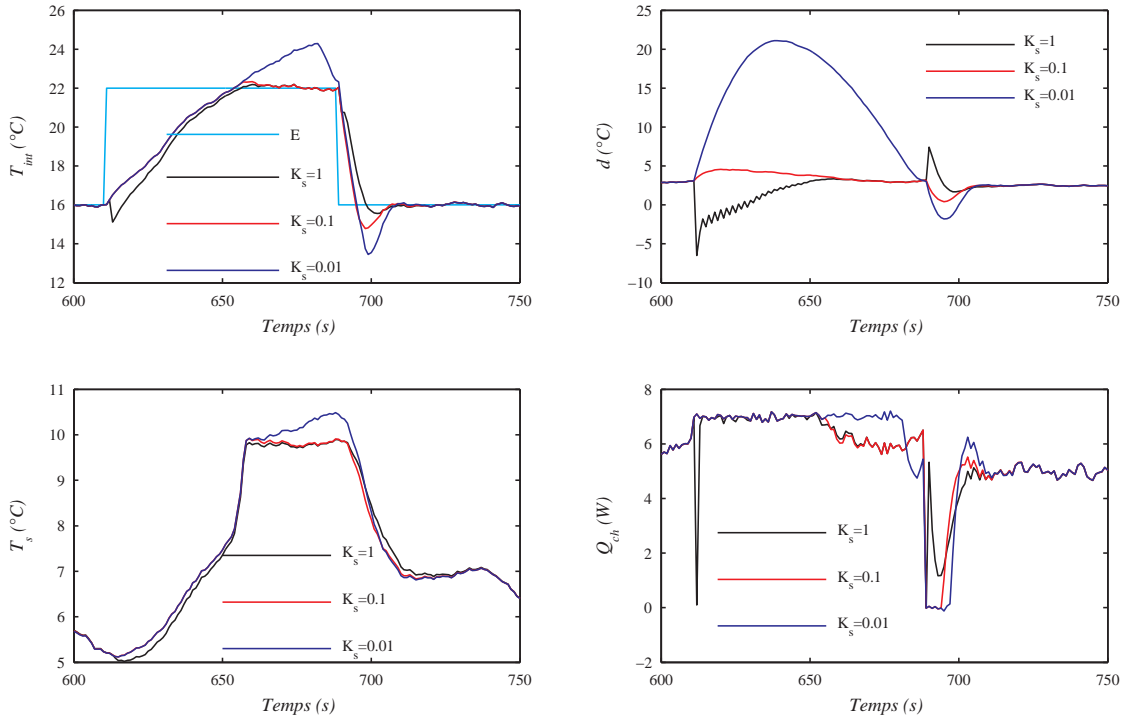 T_int (°C)
26
24
22
20
18
16
14
12
E
K_s=1
K_s=0.1
K_s=0.01
600
650
700
750
Temps (s)
d (°C)
25
20
15
10
5
0
−5
−10
K_s=1
K_s=0.1
K_s=0.01
600
650
700
750
Temps (s)
T_s (°C)
11
10
9
8
7
6
5
K_s=1
K_s=0.1
K_s=0.01
600
650
700
750
Temps (s)
Q_ch (W)
8
6
4
2
0
−2
K_s=1
K_s=0.1
K_s=0.01
600
650
700
750
Temps (s)